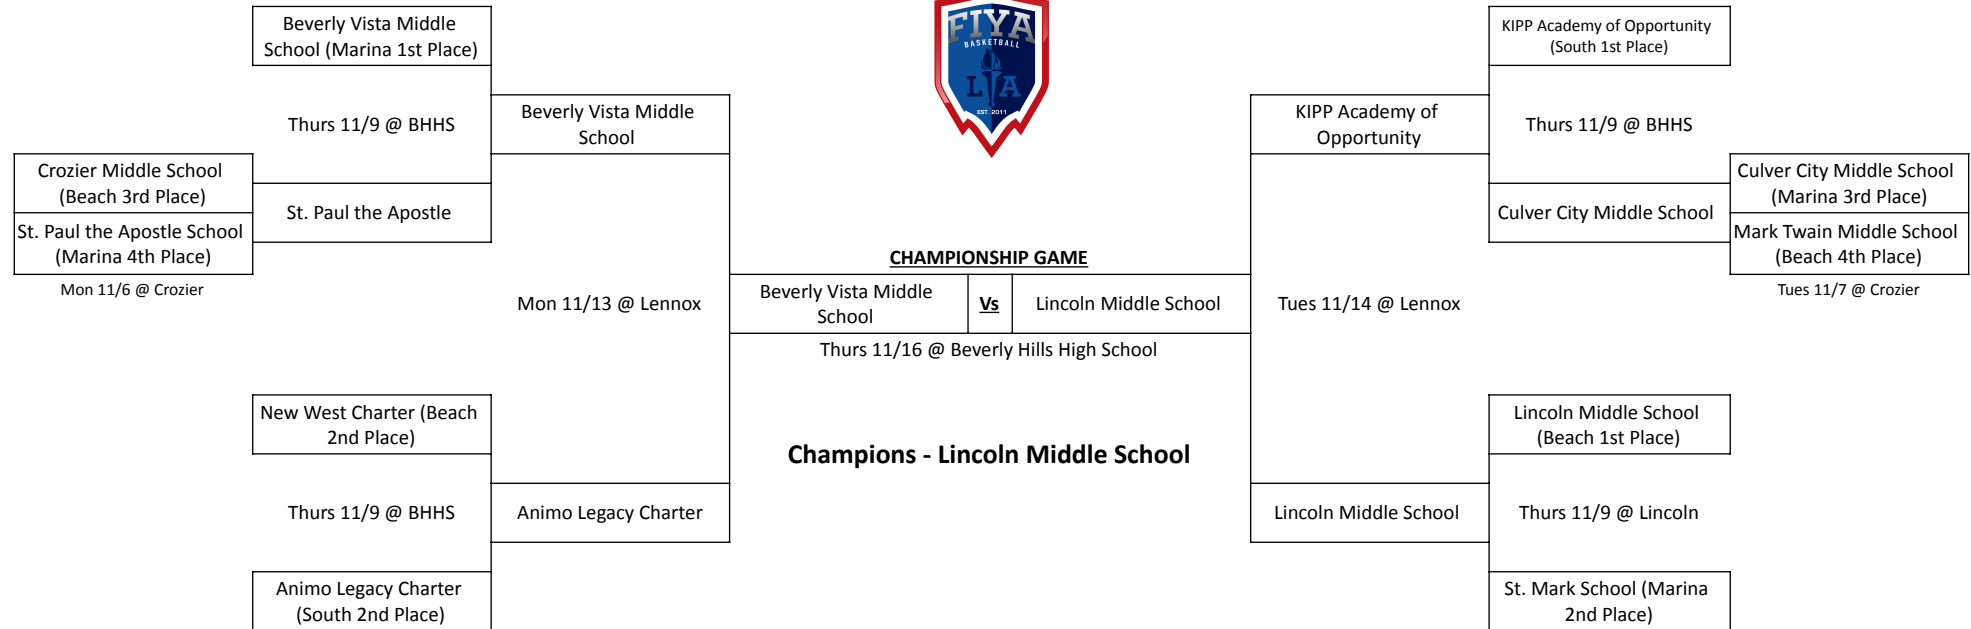 Beverly Vista Middle
School (Marina 1st Place)
FIYA
BASKETBALL
LA
EST. 2011
KIPP Academy of Opportunity
(South 1st Place)
Thurs 11/9 @ BHHS
Beverly Vista Middle
School
KIPP Academy of
Opportunity
Thurs 11/9 @ BHHS
Crozier Middle School
(Beach 3rd Place)
St. Paul the Apostle School
(Marina 4th Place)
Mon 11/6 @ Crozier
St. Paul the Apostle
Culver City Middle School
Culver City Middle School
(Marina 3rd Place)
Mark Twain Middle School
(Beach 4th Place)
Tues 11/7 @ Crozier
CHAMPIONSHIP GAME
Mon 11/13 @ Lennox
Beverly Vista Middle
School
Vs
Lincoln Middle School
Tues 11/14 @ Lennox
Thurs 11/16 @ Beverly Hills High School
New West Charter (Beach
2nd Place)
Champions - Lincoln Middle School
Lincoln Middle School
(Beach 1st Place)
Thurs 11/9 @ BHHS
Animo Legacy Charter
Lincoln Middle School
Thurs 11/9 @ Lincoln
Animo Legacy Charter
(South 2nd Place)
St. Mark School (Marina
2nd Place)